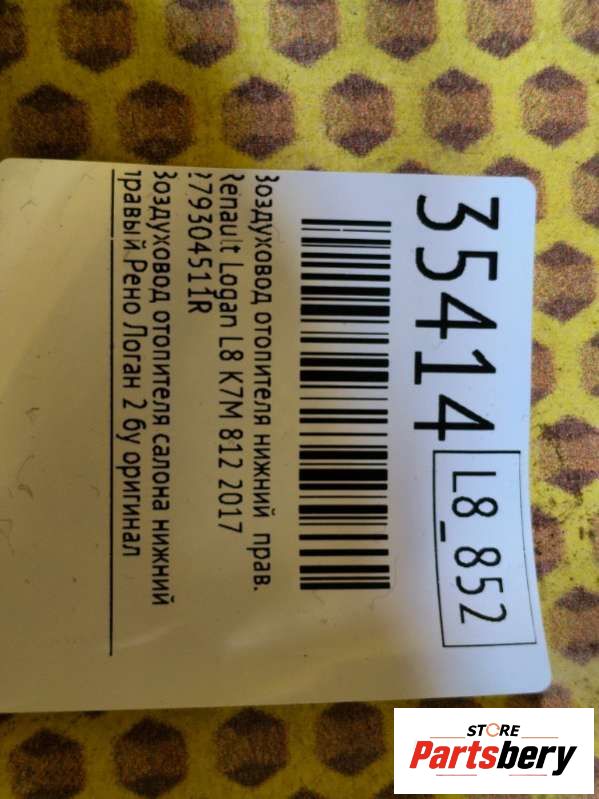 35414
L8_852
Воздуховод отопителя нижний прав.
Renault Logan L8 K7M 812 2017
279304511R
Воздуховод отопителя салона нижний
правый Рено Логан 2 бу оригинал
STORE
Partsbery